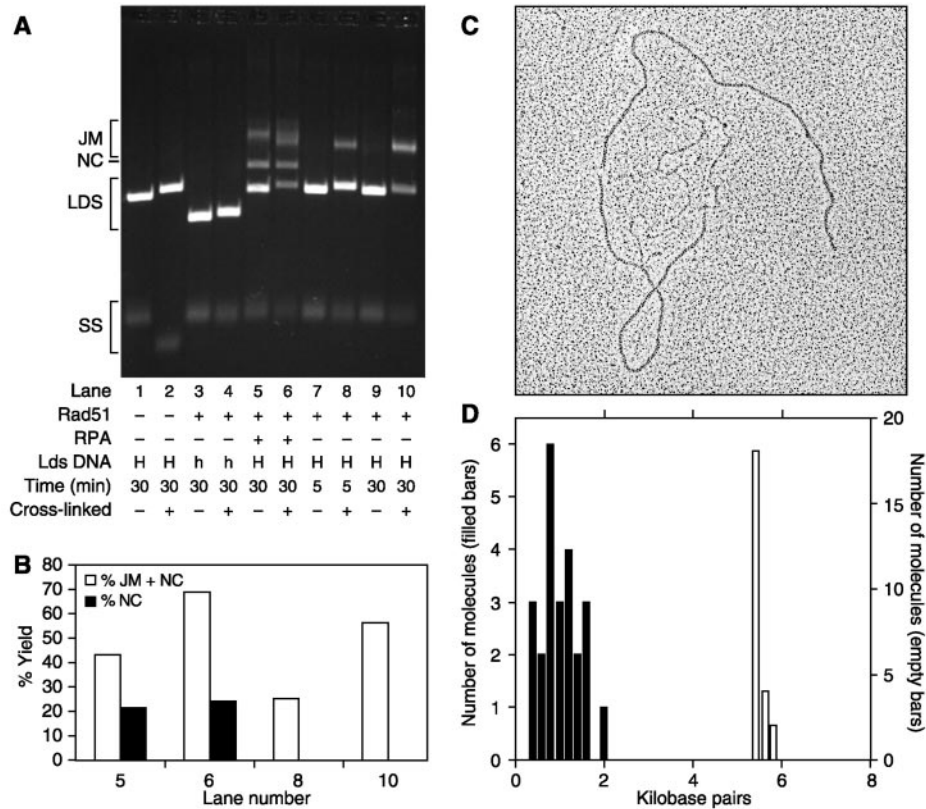 A
JM
NC
LDS
SS
Lane 1 2 3 4 5 6 7 8 9 10
Rad51 – – + + + + + + + +
RPA – – – – + + – – – –
Lds DNA H H h h H H H H H H
Time (min) 30 30 30 30 30 30 5 5 30 30
Cross-linked – + – + – + – + – +
B
% Yield
80
70
60
50
40
30
20
10
0
% JM + NC
% NC
5 6 8 10
Lane number
C
D
Number of molecules (filled bars)
6
5
4
3
2
1
0
20
15
10
5
0
Number of molecules (empty bars)
0 2 4 6 8
Kilobase pairs